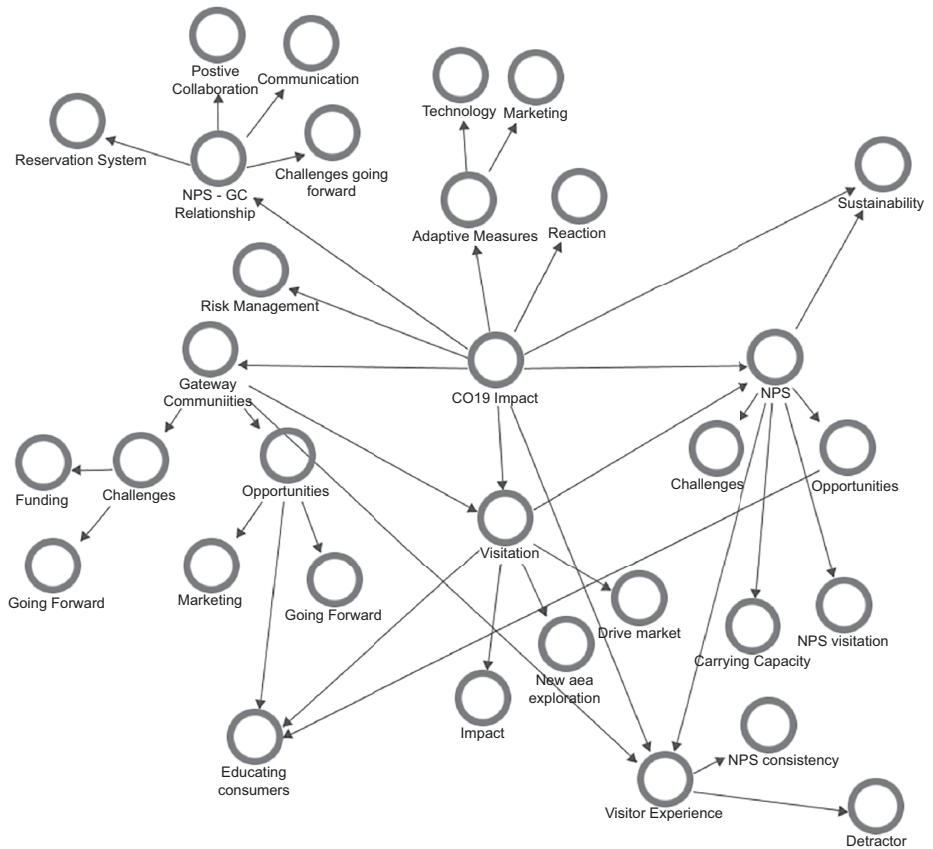 Postive
Collaboration
Communication
Technology
Marketing
Reservation System
Challenges going
forward
NPS - GC
Relationship
Sustainability
Adaptive Measures
Reaction
Risk Management
Gateway
Communiities
CO19 Impact
NPS
Funding
Challenges
Opportunities
Challenges
Opportunities
Visitation
Going Forward
Marketing
Going Forward
Drive market
NPS visitation
Carrying Capacity
New aea
exploration
Impact
Educating
consumers
NPS consistency
Visitor Experience
Detractor